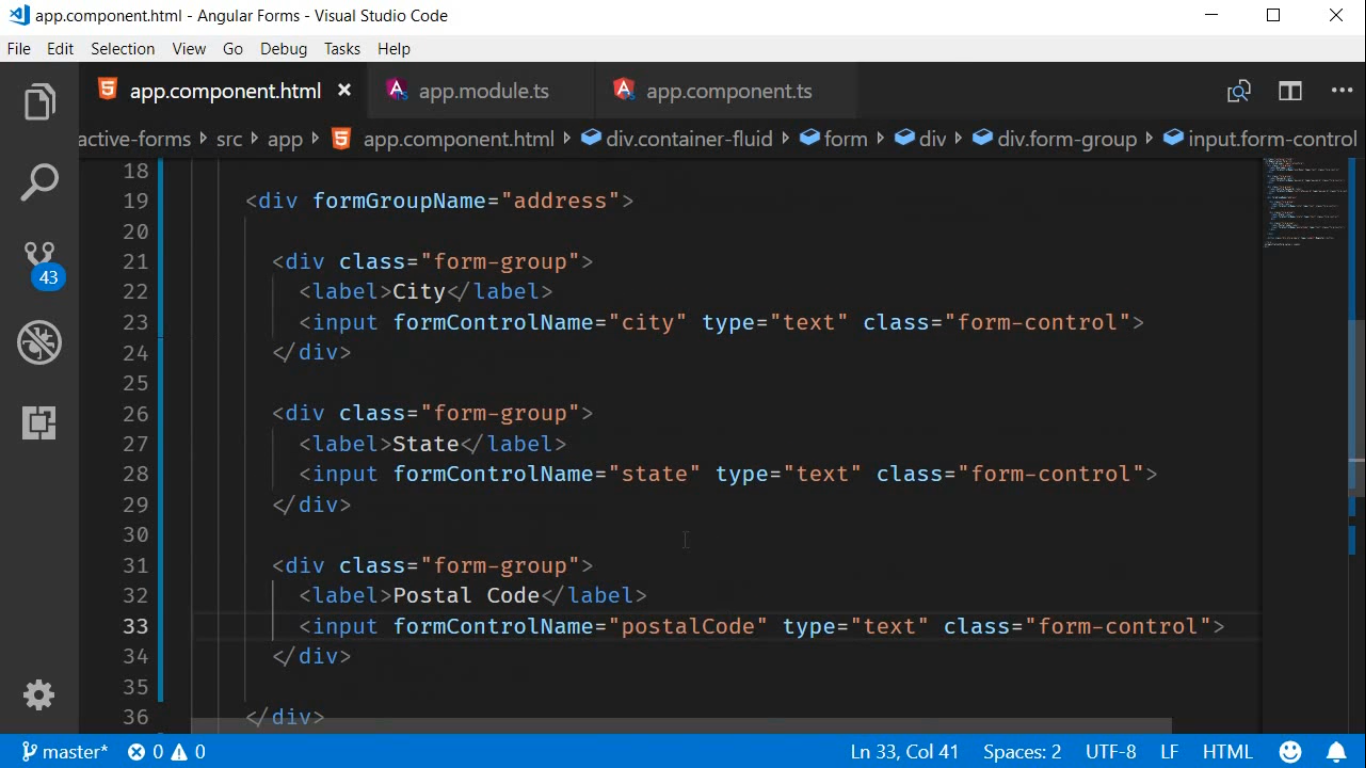 app.component.html - Angular Forms - Visual Studio Code
File Edit Selection View Go Debug Tasks Help
app.component.html × app.module.ts app.component.ts
active-forms › src › app › app.component.html › div.container-fluid › form › div › div.form-group › input.form-control
18
19 <div formGroupName="address">
20
21 <div class="form-group">
22 <label>City</label>
23 <input formControlName="city" type="text" class="form-control">
24 </div>
25
26 <div class="form-group">
27 <label>State</label>
28 <input formControlName="state" type="text" class="form-control">
29 </div>
30
31 <div class="form-group">
32 <label>Postal Code</label>
33 <input formControlName="postalCode" type="text" class="form-control">
34 </div>
35
36 </div>
43
master* 0 0 Ln 33, Col 41 Spaces: 2 UTF-8 LF HTML